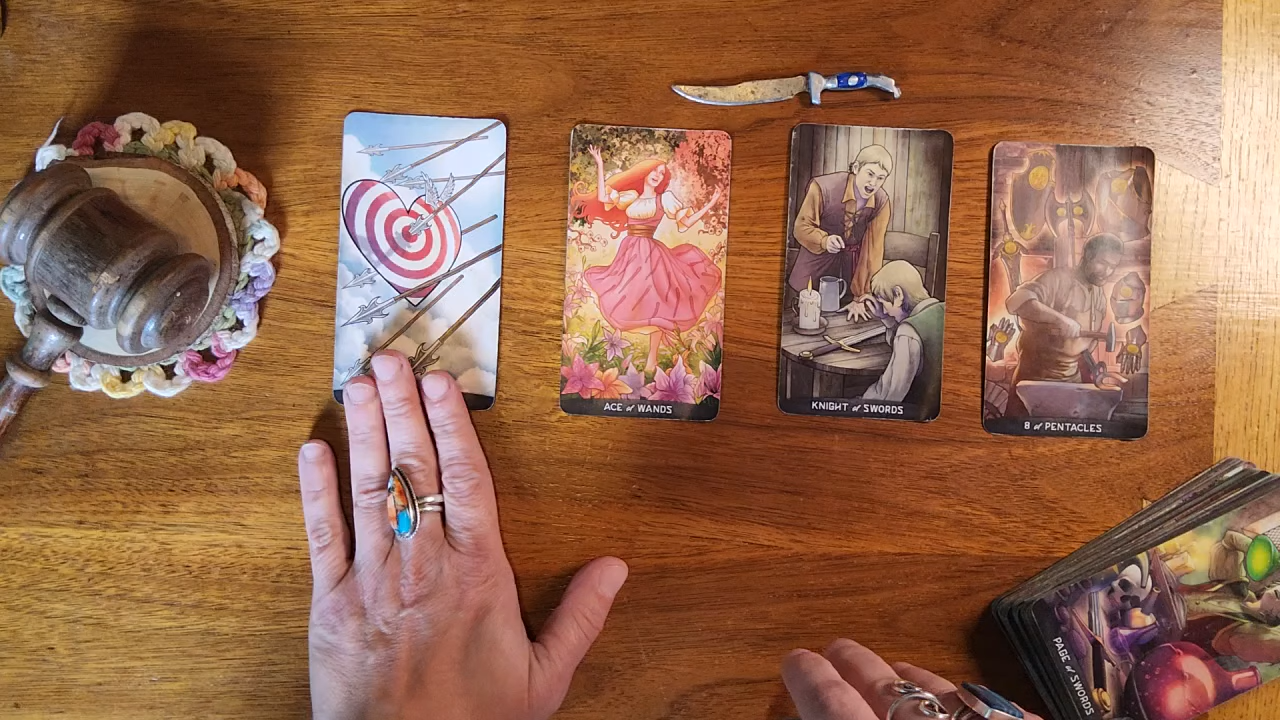 ACE of WANDS
KNIGHT of SWORDS
8 of PENTACLES
PAGE of SWORDS